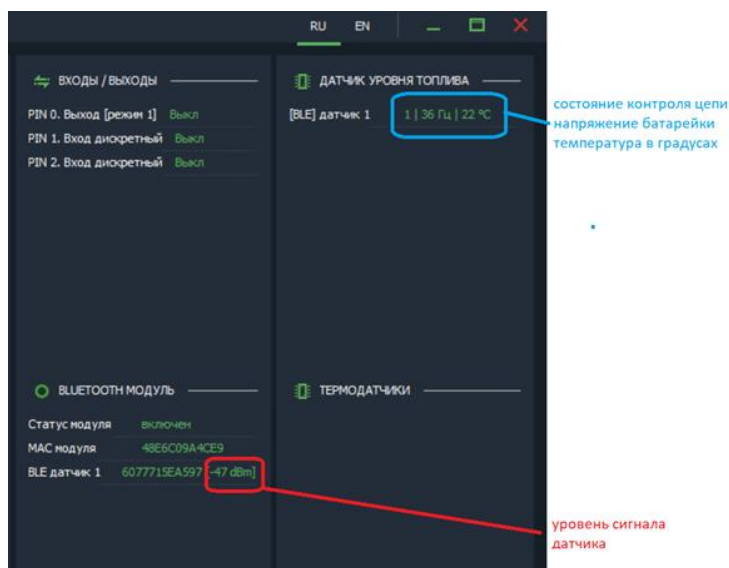 RU EN
ВХОДЫ / ВЫХОДЫ
PIN 0. Выход [режим 1] Выкл
PIN 1. Вход дискретный Выкл
PIN 2. Вход дискретный Выкл
ДАТЧИК УРОВНЯ ТОПЛИВА
[BLE] датчик 1 1 | 36 Гц | 22 °C
состояние контроля цепи
напряжение батарейки
температура в градусах
BLUETOOTH МОДУЛЬ
Статус модуля включен
MAC модуля 48E6C09A4CE9
BLE датчик 1 6077715EA597 [-47 dBm]
ТЕРМОДАТЧИКИ
уровень сигнала
датчика